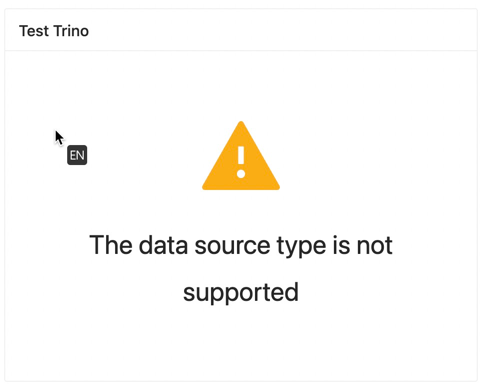 Test Trino
EN
The data source type is not
supported